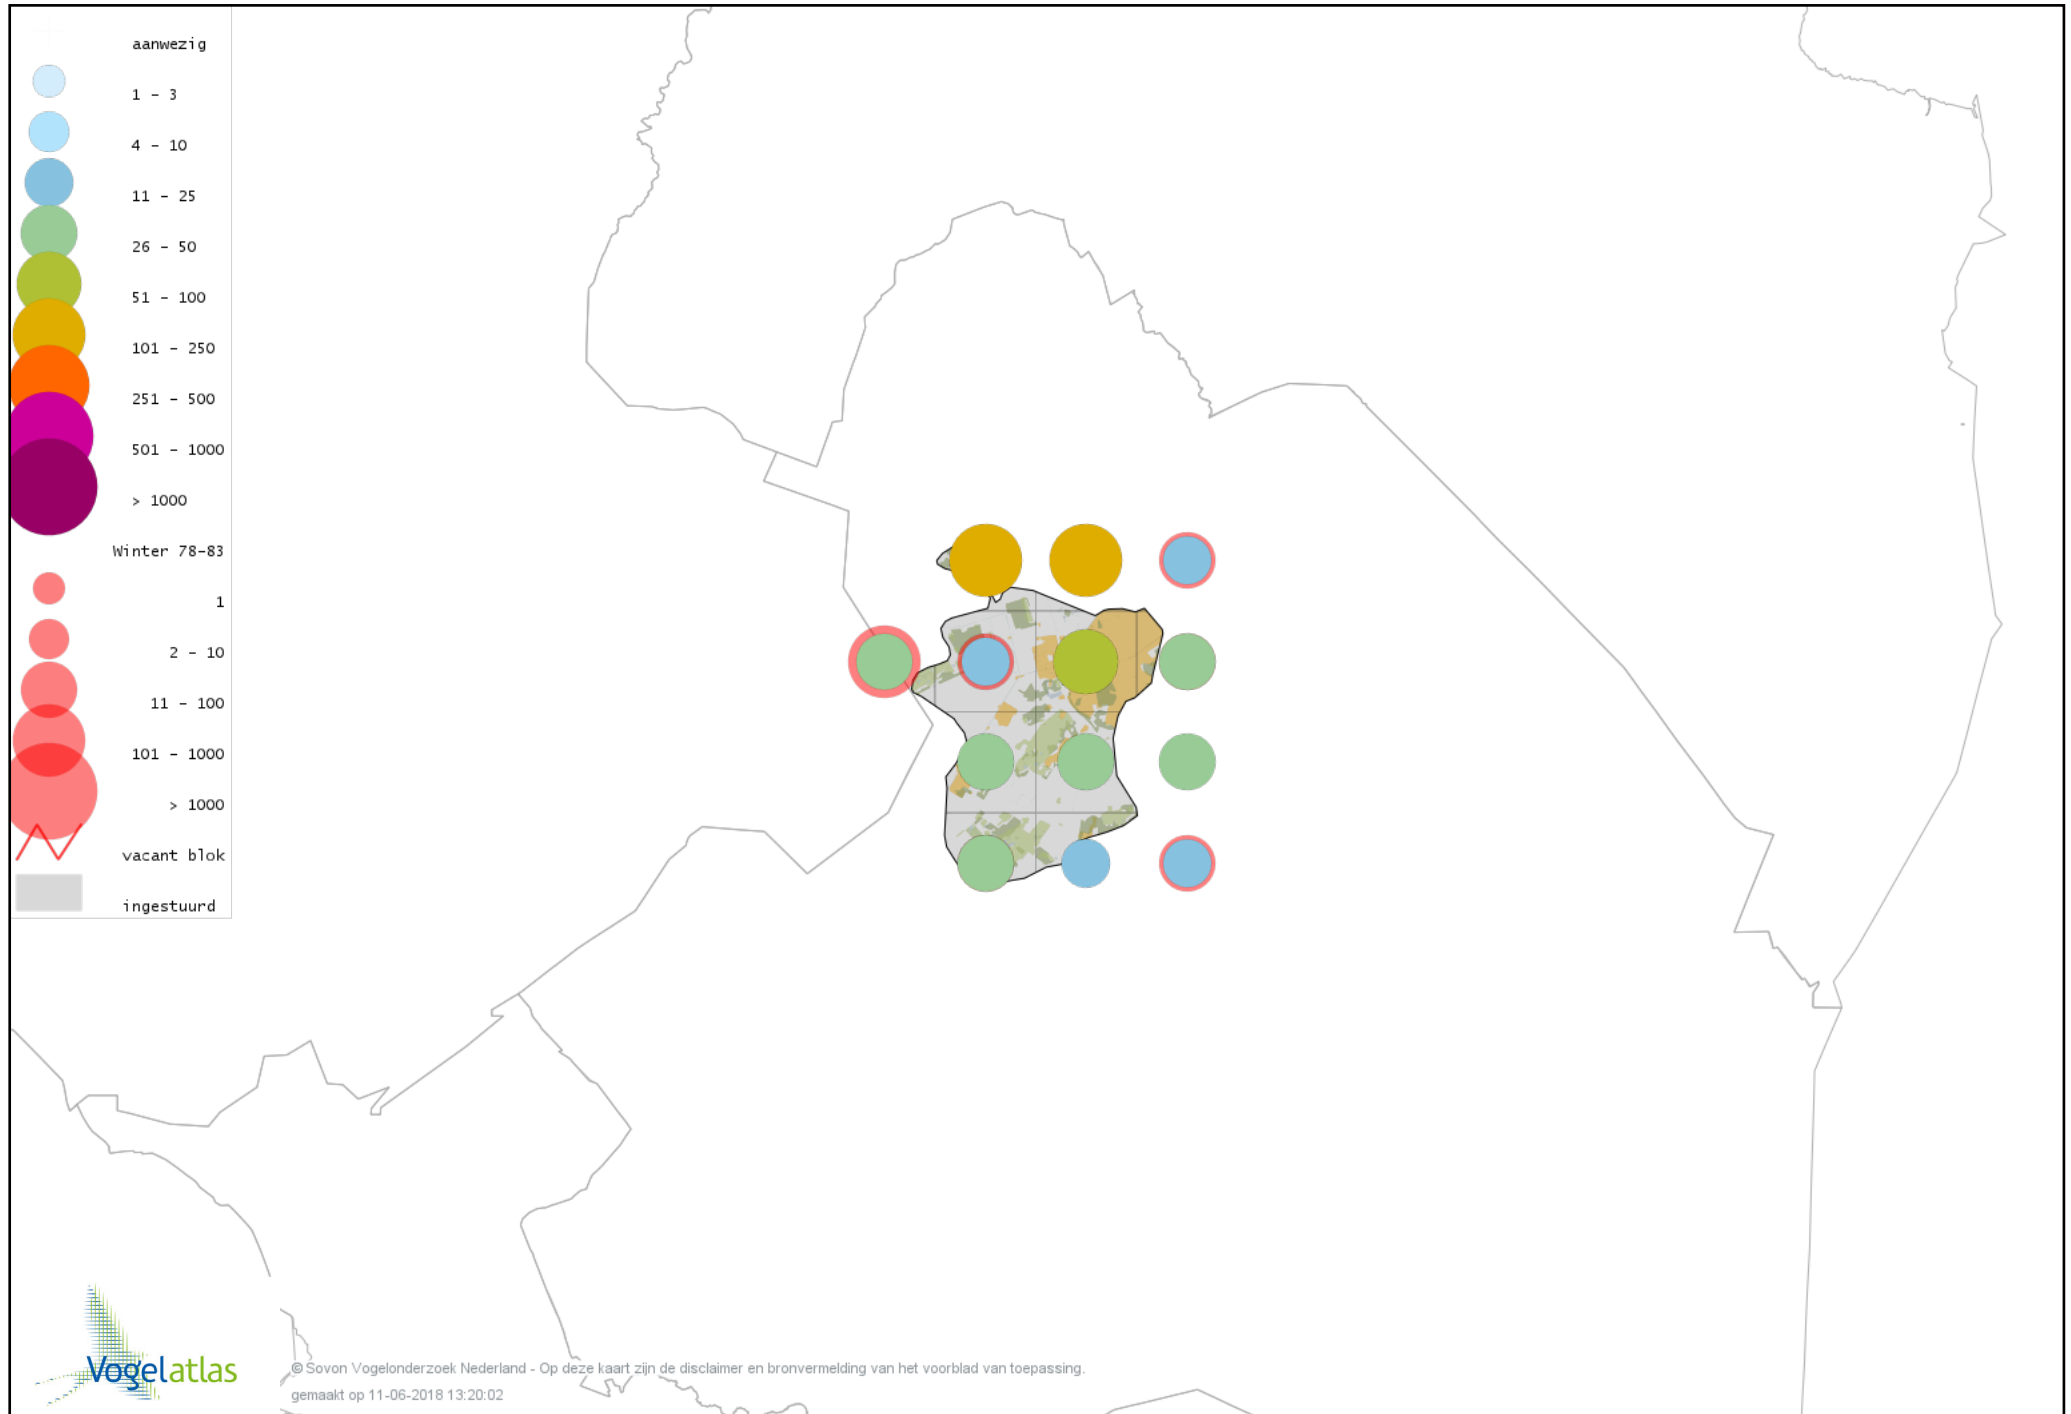 aanwezig
1 - 3
4 - 10
11 - 25
26 - 50
51 - 100
101 - 250
251 - 500
501 - 1000
> 1000
Winter 78-83
1
2 - 10
11 - 100
101 - 1000
> 1000
vacant blok
ingestuurd
Vogelatlas
© Sovon Vogelonderzoek Nederland - Op deze kaart zijn de disclaimer en bronvermelding van het voorblad van toepassing.
gemaakt op 11-06-2018 13:20:02